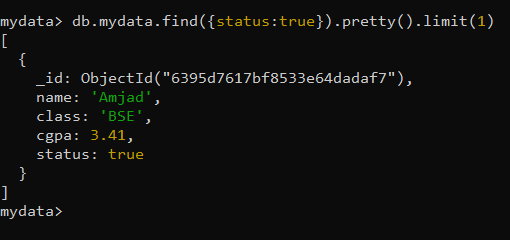 mydata> db.mydata.find({status:true}).pretty().limit(1)
[
  {
    _id: ObjectId("6395d7617bf8533e64dadaf7"),
    name: 'Amjad',
    class: 'BSE',
    cgpa: 3.41,
    status: true
  }
]
mydata>